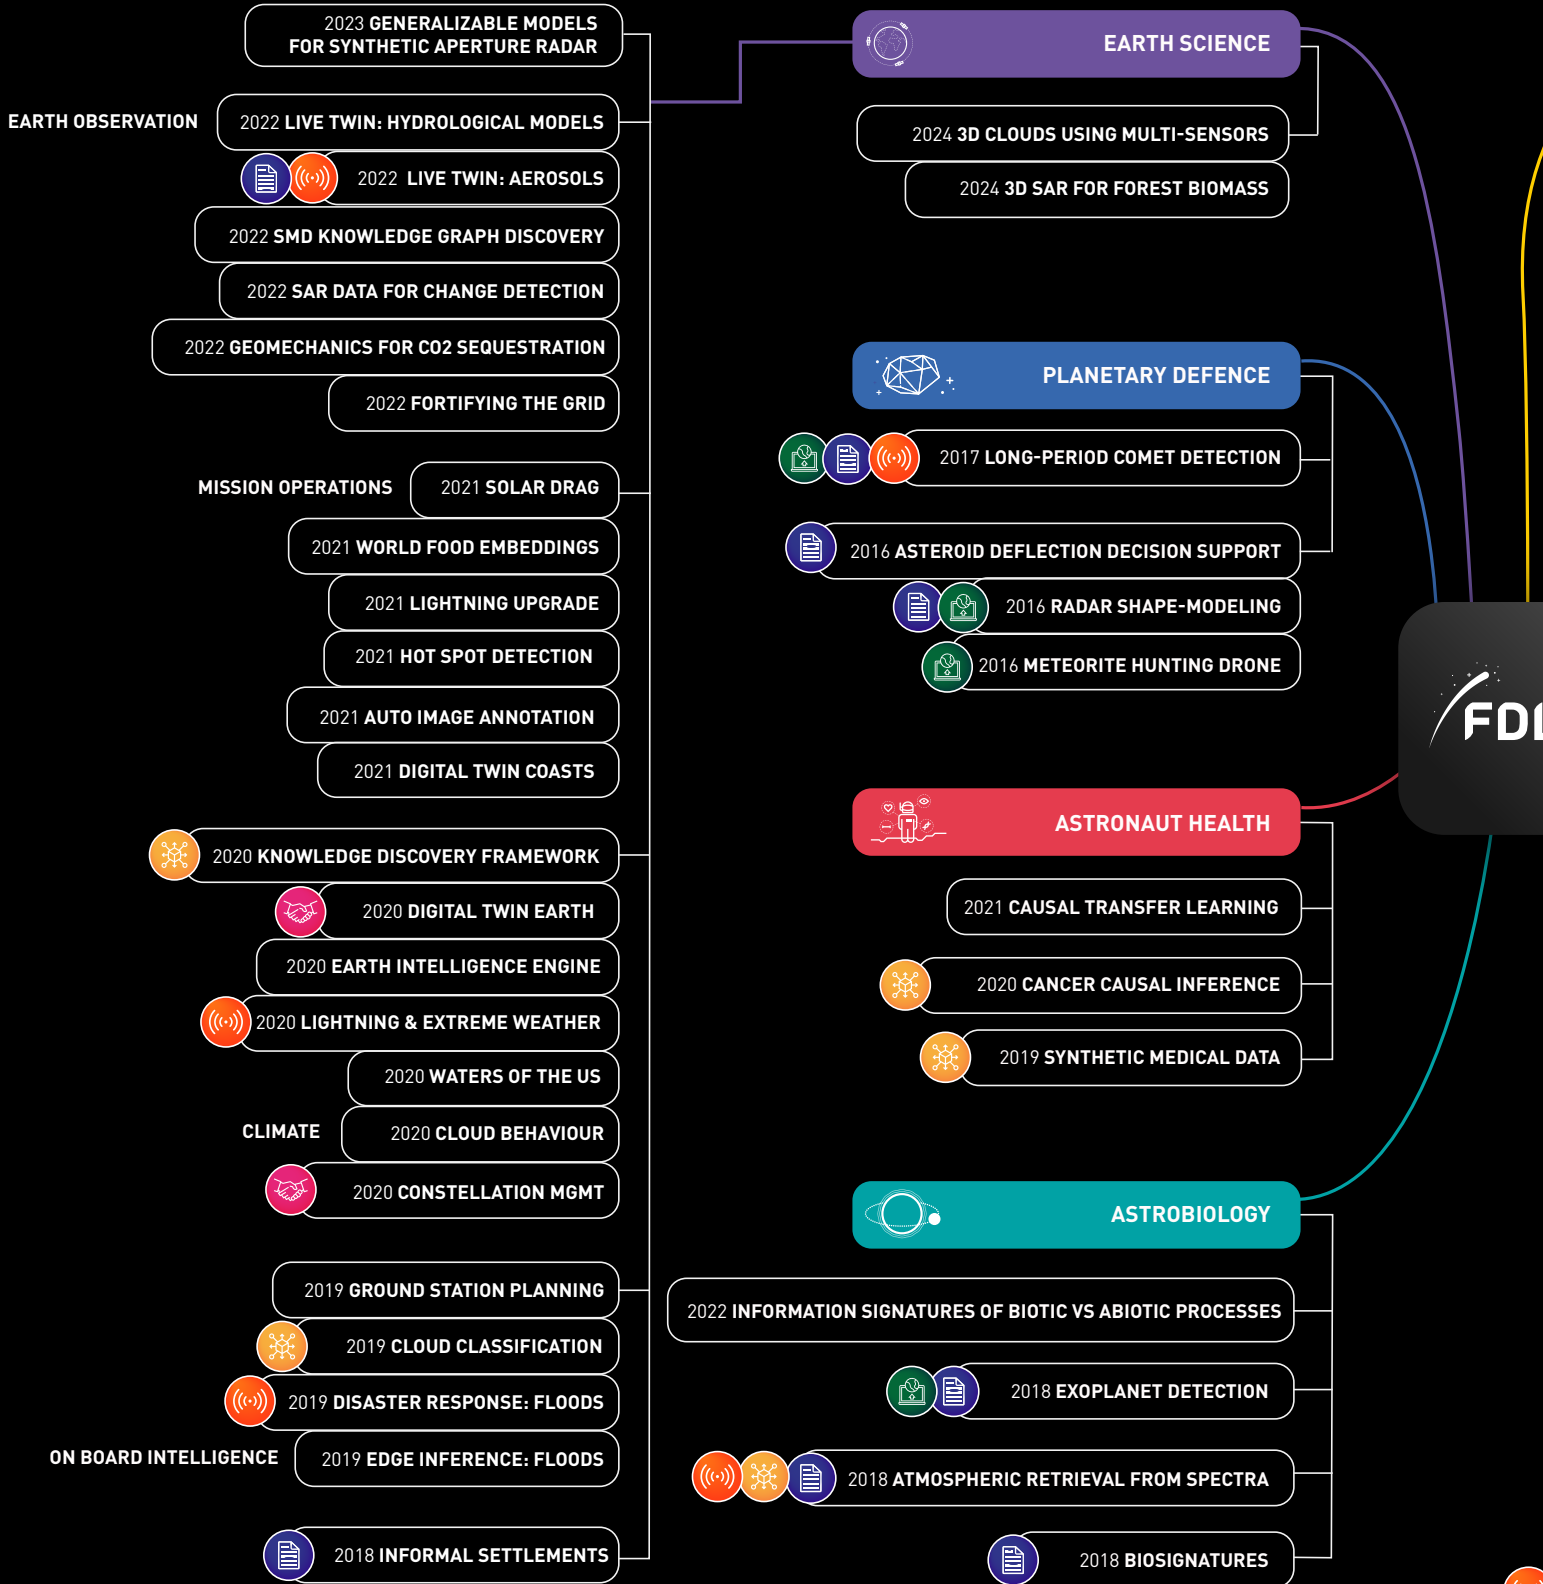 2023 GENERALIZABLE MODELS
FOR SYNTHETIC APERTURE RADAR
EARTH OBSERVATION
2022 LIVE TWIN: HYDROLOGICAL MODELS
2022 LIVE TWIN: AEROSOLS
2022 SMD KNOWLEDGE GRAPH DISCOVERY
2022 SAR DATA FOR CHANGE DETECTION
2022 GEOMECHANICS FOR CO2 SEQUESTRATION
2022 FORTIFYING THE GRID
MISSION OPERATIONS
2021 SOLAR DRAG
2021 WORLD FOOD EMBEDDINGS
2021 LIGHTNING UPGRADE
2021 HOT SPOT DETECTION
2021 AUTO IMAGE ANNOTATION
2021 DIGITAL TWIN COASTS
2020 KNOWLEDGE DISCOVERY FRAMEWORK
2020 DIGITAL TWIN EARTH
2020 EARTH INTELLIGENCE ENGINE
2020 LIGHTNING & EXTREME WEATHER
2020 WATERS OF THE US
CLIMATE
2020 CLOUD BEHAVIOUR
2020 CONSTELLATION MGMT
2019 GROUND STATION PLANNING
2019 CLOUD CLASSIFICATION
2019 DISASTER RESPONSE: FLOODS
ON BOARD INTELLIGENCE
2019 EDGE INFERENCE: FLOODS
2018 INFORMAL SETTLEMENTS
EARTH SCIENCE
2024 3D CLOUDS USING MULTI-SENSORS
2024 3D SAR FOR FOREST BIOMASS
PLANETARY DEFENCE
2017 LONG-PERIOD COMET DETECTION
2016 ASTEROID DEFLECTION DECISION SUPPORT
2016 RADAR SHAPE-MODELING
2016 METEORITE HUNTING DRONE
ASTRONAUT HEALTH
2021 CAUSAL TRANSFER LEARNING
2020 CANCER CAUSAL INFERENCE
2019 SYNTHETIC MEDICAL DATA
ASTROBIOLOGY
2022 INFORMATION SIGNATURES OF BIOTIC VS ABIOTIC PROCESSES
2018 EXOPLANET DETECTION
2018 ATMOSPHERIC RETRIEVAL FROM SPECTRA
2018 BIOSIGNATURES
FDL